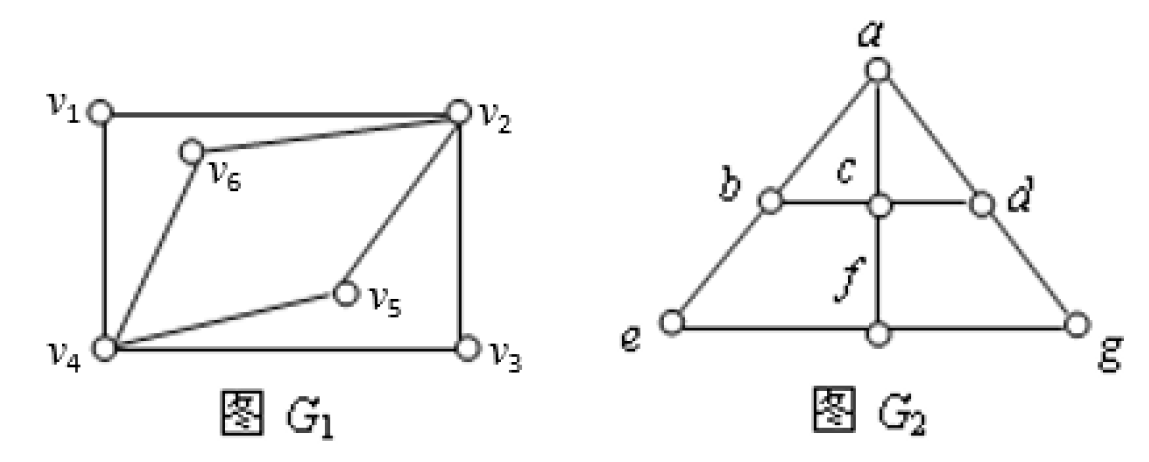 v₁
v₂
v₆
v₅
v₄
v₃
图 G₁
a
b
c
d
f
e
g
图 G₂